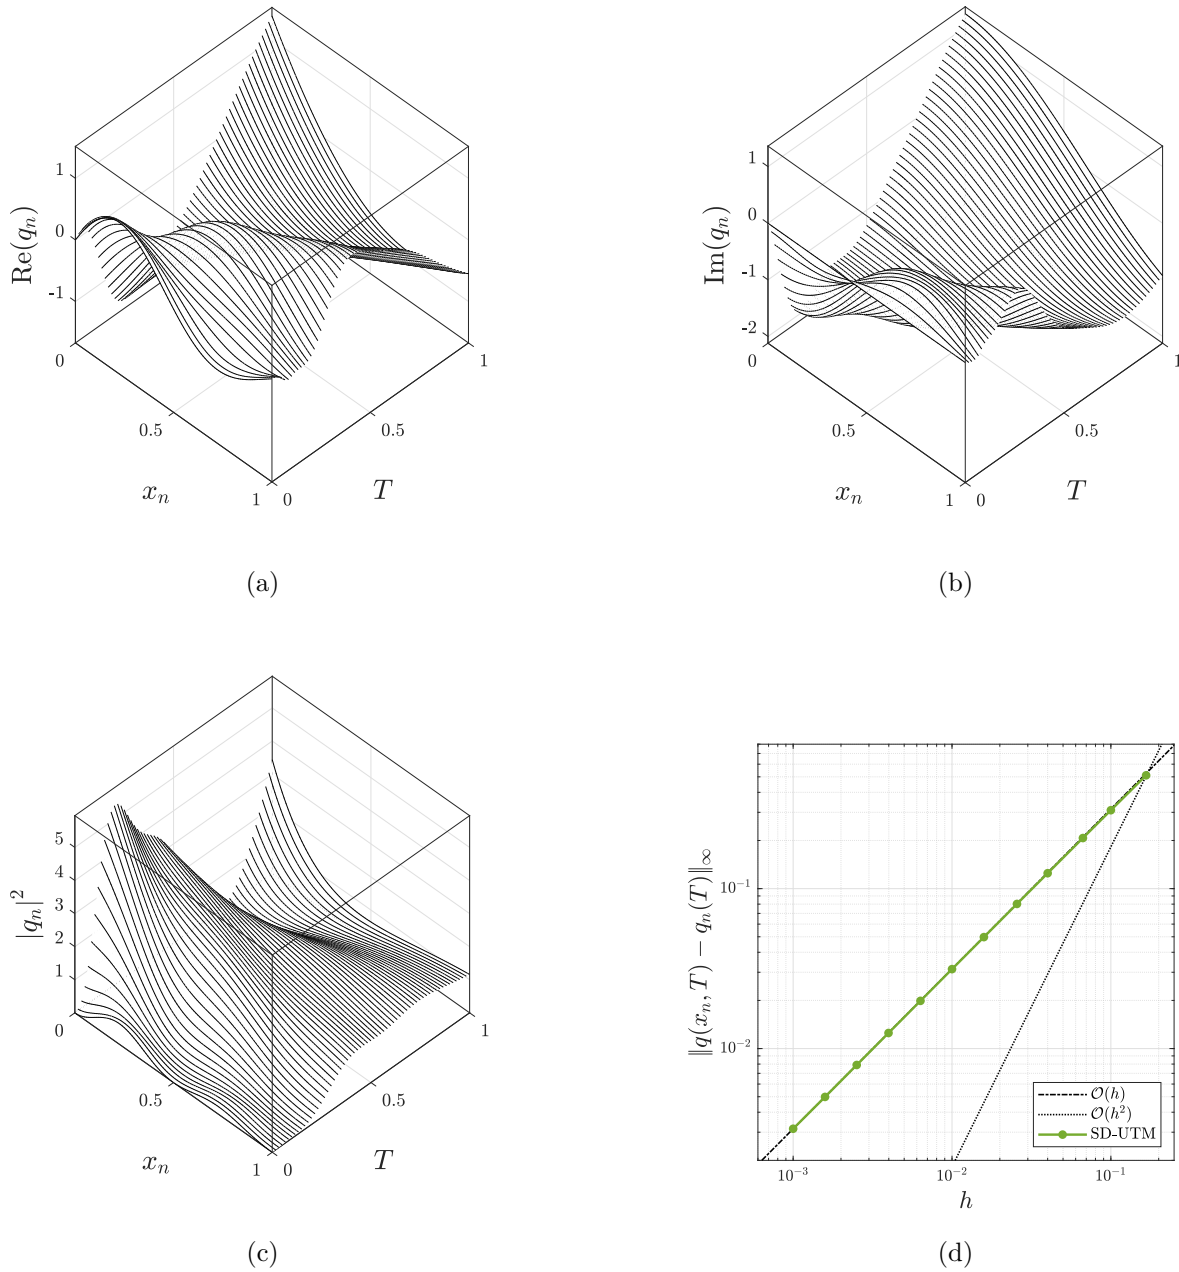 Re(q_n)
1
0
-1
0
0.5
1
x_n
0
0.5
1
T
(a)
Im(q_n)
1
0
-1
-2
0
0.5
1
x_n
0
0.5
1
T
(b)
|q_n|^2
5
4
3
2
1
0
0.5
1
x_n
0
0.5
1
T
(c)
‖q(x_n, T) − q_n(T)‖_∞
10^{-1}
10^{-2}
10^{-3}
10^{-2}
10^{-1}
h
O(h)
O(h^2)
SD-UTM
(d)